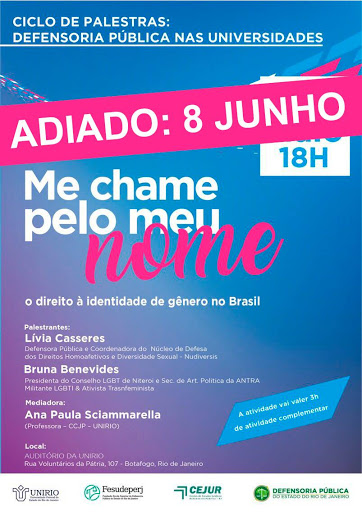 CICLO DE PALESTRAS:
DEFENSORIA PÚBLICA NAS UNIVERSIDADES
ADIADO: 8 JUNHO
18H
Me chame
pelo meu
nome
o direito à identidade de gênero no Brasil
Palestrantes:
Lívia Casseres
Defensora Pública e Coordenadora do Núcleo de Defesa
dos Direitos Homoafetivos e Diversidade Sexual - Nudiversis
Bruna Benevides
Presidenta do Conselho LGBT de Niteroi e Sec. de Art. Política da ANTRA
Militante LGBTI & Ativista Transfeminista
Mediadora:
Ana Paula Sciammarella
(Professora – CCJP – UNIRIO)
A atividade vai valer 3h
de atividade complementar
Local:
AUDITÓRIO DA UNIRIO
Rua Voluntários da Pátria, 107 - Botafogo, Rio de Janeiro
UNIRIO
Fesudeperj
CEJUR
DEFENSORIA PÚBLICA
DO ESTADO DO RIO DE JANEIRO